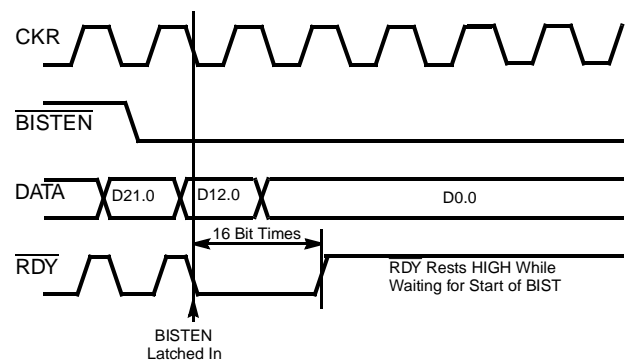 CKR
BISTEN
DATA
D21.0
D12.0
D0.0
16 Bit Times
RDY
RDY Rests HIGH While
Waiting for Start of BIST
BISTEN
Latched In